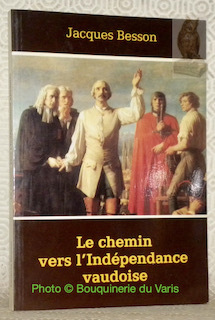 Jacques Besson
Le chemin
vers l'Indépendance
vaudoise
Photo © Bouquinerie du Varis